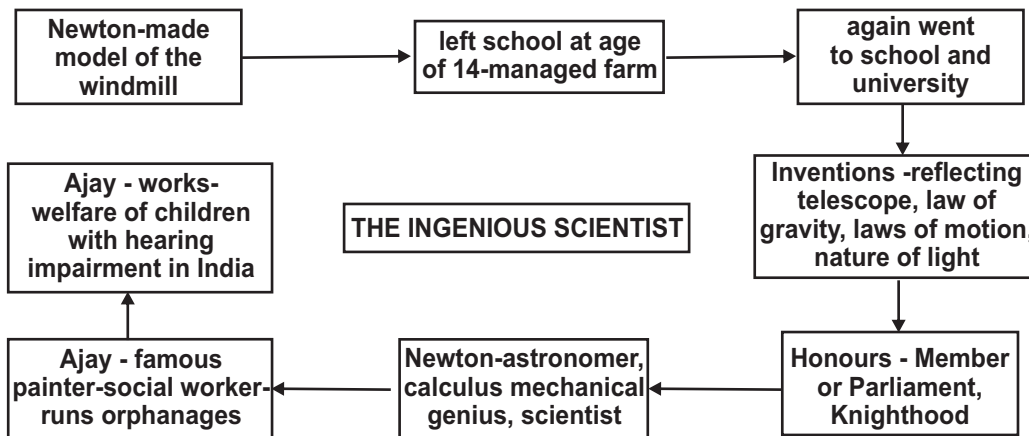 Newton-made
model of the
windmill
left school at age
of 14-managed farm
again went
to school and
university
Inventions -reflecting
telescope, law of
gravity, laws of motion,
nature of light
Honours - Member
or Parliament,
Knighthood
Newton-astronomer,
calculus mechanical
genius, scientist
Ajay - famous
painter-social worker-
runs orphanages
Ajay - works-
welfare of children
with hearing
impairment in India
THE INGENIOUS SCIENTIST